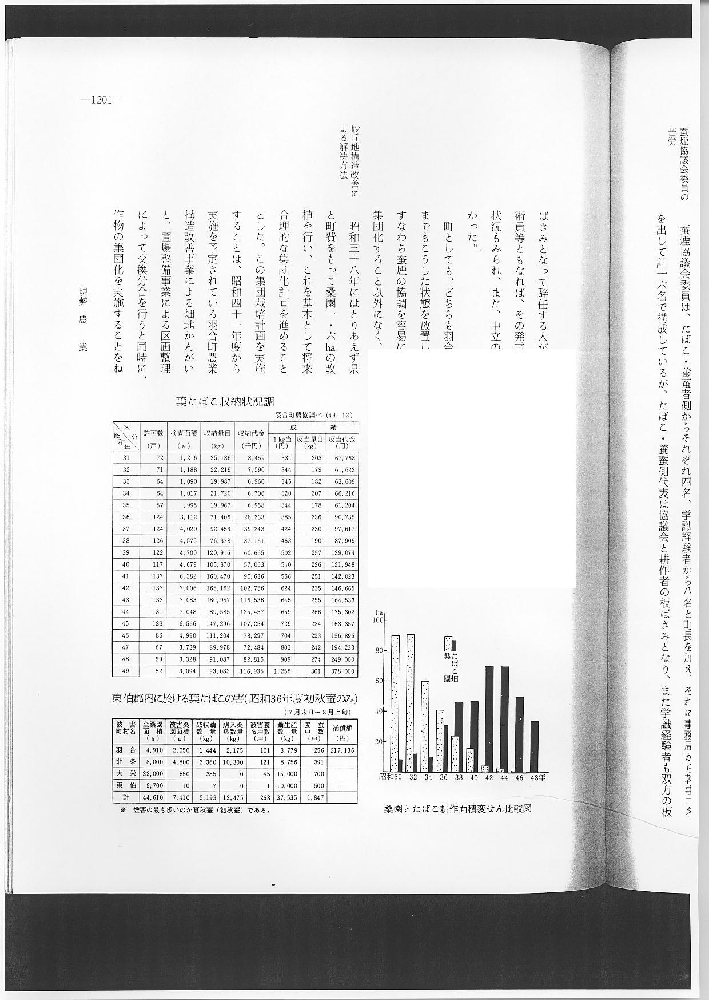 蚕煙協議会委員の
苦労
蚕煙協議会委員は、たばこ・養蚕者側からそれぞれ四名、学識経験者から八名と町長を加え、それに事務局から幹事二名
を出して計十六名で構成しているが、たばこ・養蚕側代表は協議会と耕作者の板ばさみとなり、また学識経験者も双方の板
ばさみとなって辞任する人が
術員等ともなれば、その発言
状況もみられ、また、中立の
かった。
町としても、どちらも羽合
までもこうした状態を放置し
すなわち蚕煙の協調を容易に
集団化すること以外になく、
砂丘地構造改善に
よる解決方法
昭和三十八年にはとりあえず県
と町費をもって桑園一・六haの改
植を行い、これを基本として将来
合理的な集団化計画を進めること
とした。この集団栽培計画を実施
することは、昭和四十一年度から
実施を予定されている羽合町農業
構造改善事業による畑地かんがい
と、圃場整備事業による区画整理
によって交換分合を行うと同時に、
作物の集団化を実施することをね
現勢 農 業
—1201—
葉たばこ収納状況調
羽合町農協調べ (49. 12)
区分 昭和年 許可数(戸) 検査面積(a) 収納量目(kg) 収納代金(千円) 成績 1kg当(円) 反当量目(kg) 反当代金(円)
31 72 1,216 25,186 8,459 334 203 67,768
32 71 1,188 22,219 7,590 344 179 61,622
33 64 1,090 19,987 6,960 345 182 63,609
34 64 1,017 21,720 6,706 320 207 66,216
35 57 ,995 19,967 6,958 344 178 61,204
36 124 3,112 71,406 28,233 385 236 90,735
37 124 4,020 92,453 39,243 424 230 97,617
38 126 4,575 76,378 37,161 463 190 87,909
39 122 4,700 120,916 60,665 502 257 129,074
40 117 4,679 105,870 57,063 540 226 121,948
41 137 6,382 160,470 90,636 566 251 142,023
42 137 7,006 165,162 102,756 624 235 146,665
43 133 7,083 180,957 116,536 645 255 164,533
44 131 7,048 189,585 125,457 659 266 175,302
45 123 6,566 147,296 107,254 729 224 163,357
46 86 4,990 111,204 78,297 704 223 156,896
47 67 3,739 89,978 72,484 803 242 194,233
48 59 3,328 91,087 82,815 909 274 249,000
49 52 3,094 93,083 116,935 1,256 301 378,000
東伯郡内に於ける葉たばこの害(昭和36年度初秋蚕のみ)
(7月末日～8月上旬)
被害町村名 全桑園面積(a) 被害桑園面積(a) 減収繭数量(kg) 購入桑葉数量(kg) 被害養蚕戸数(戸) 繭生産数量(kg) 養蚕戸数(戸) 補償額(円)
羽合 4,910 2,050 1,444 2,175 101 3,779 256 217,136
北条 8,000 4,800 3,360 10,300 121 8,756 391
大栄 22,000 550 385 0 45 15,000 700
東伯 9,700 10 7 0 1 10,000 500
計 44,610 7,410 5,193 12,475 268 37,535 1,847
※ 煙害の最も多いのが夏秋蚕 (初秋蚕) である。
ha
100
80
60
40
20
たばこ畑
桑園
昭和30 32 34 36 38 40 42 44 46 48年
桑園とたばこ耕作面積変せん比較図